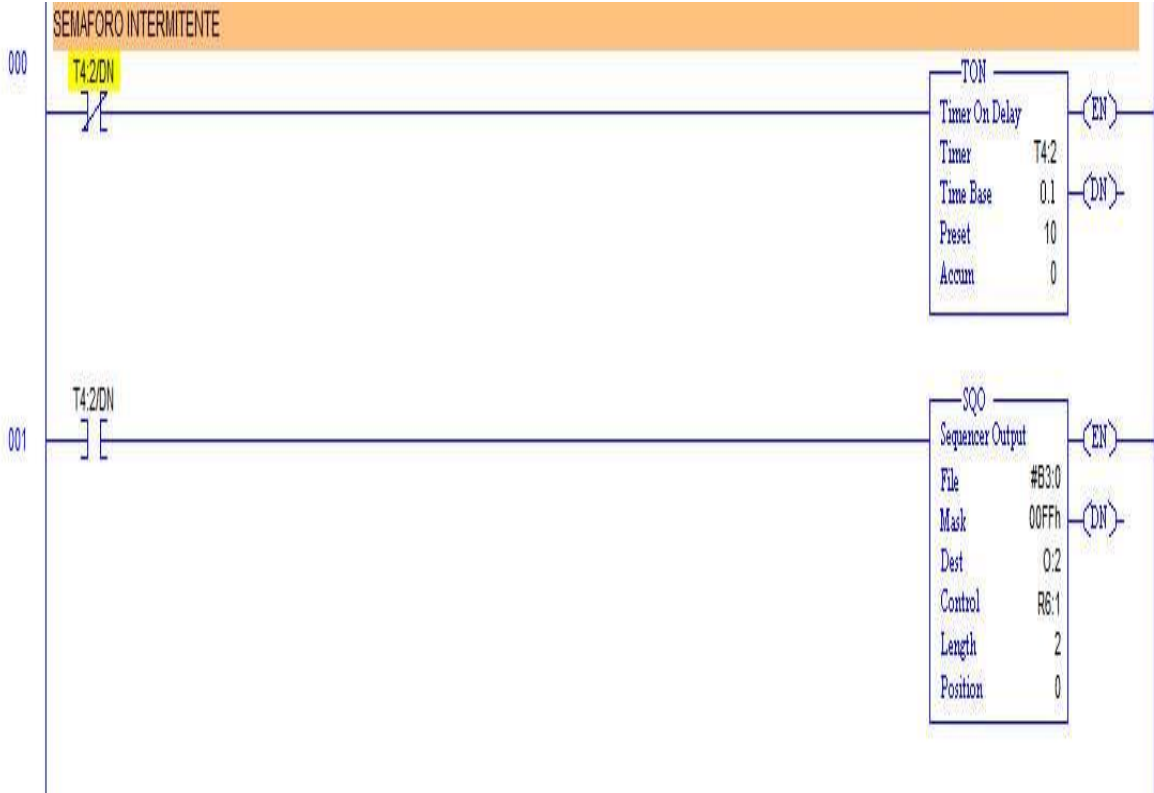 SEMAFORO INTERMITENTE
000
T4:2/DN
TON
Timer On Delay
Timer T4:2
Time Base 0.1
Preset 10
Accum 0
(EN)
(DN)
001
T4:2/DN
SQO
Sequencer Output
File #B3:0
Mask 00FFh
Dest O:2
Control R6:1
Length 2
Position 0
(EN)
(DN)